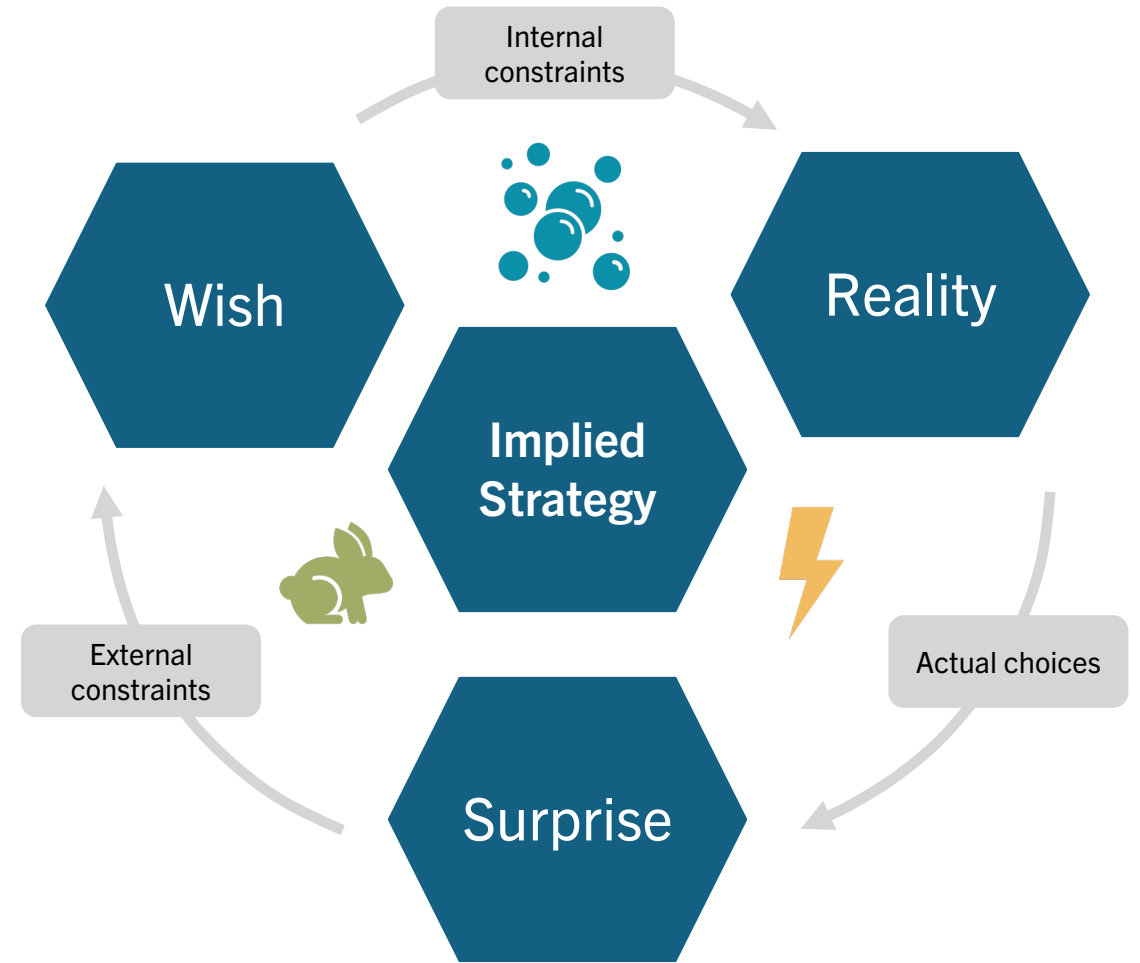 Internal
constraints
Wish
Reality
Implied
Strategy
External
constraints
Actual choices
Surprise